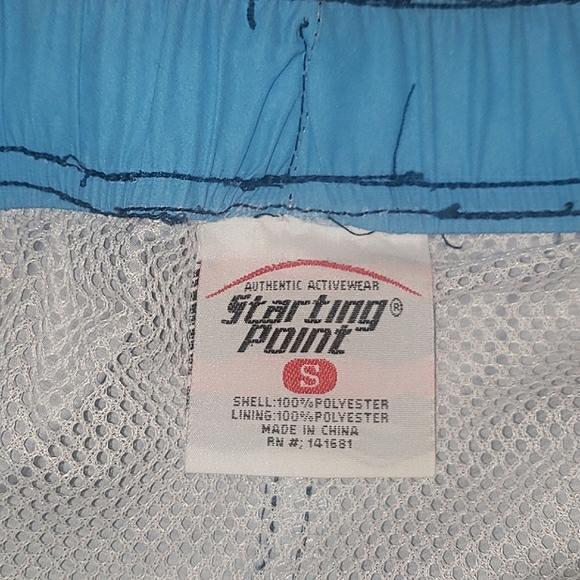 AUTHENTIC ACTIVEWEAR
Starting®
Point
S
SHELL:100%POLYESTER
LINING:100%POLYESTER
MADE IN CHINA
RN #; 141681